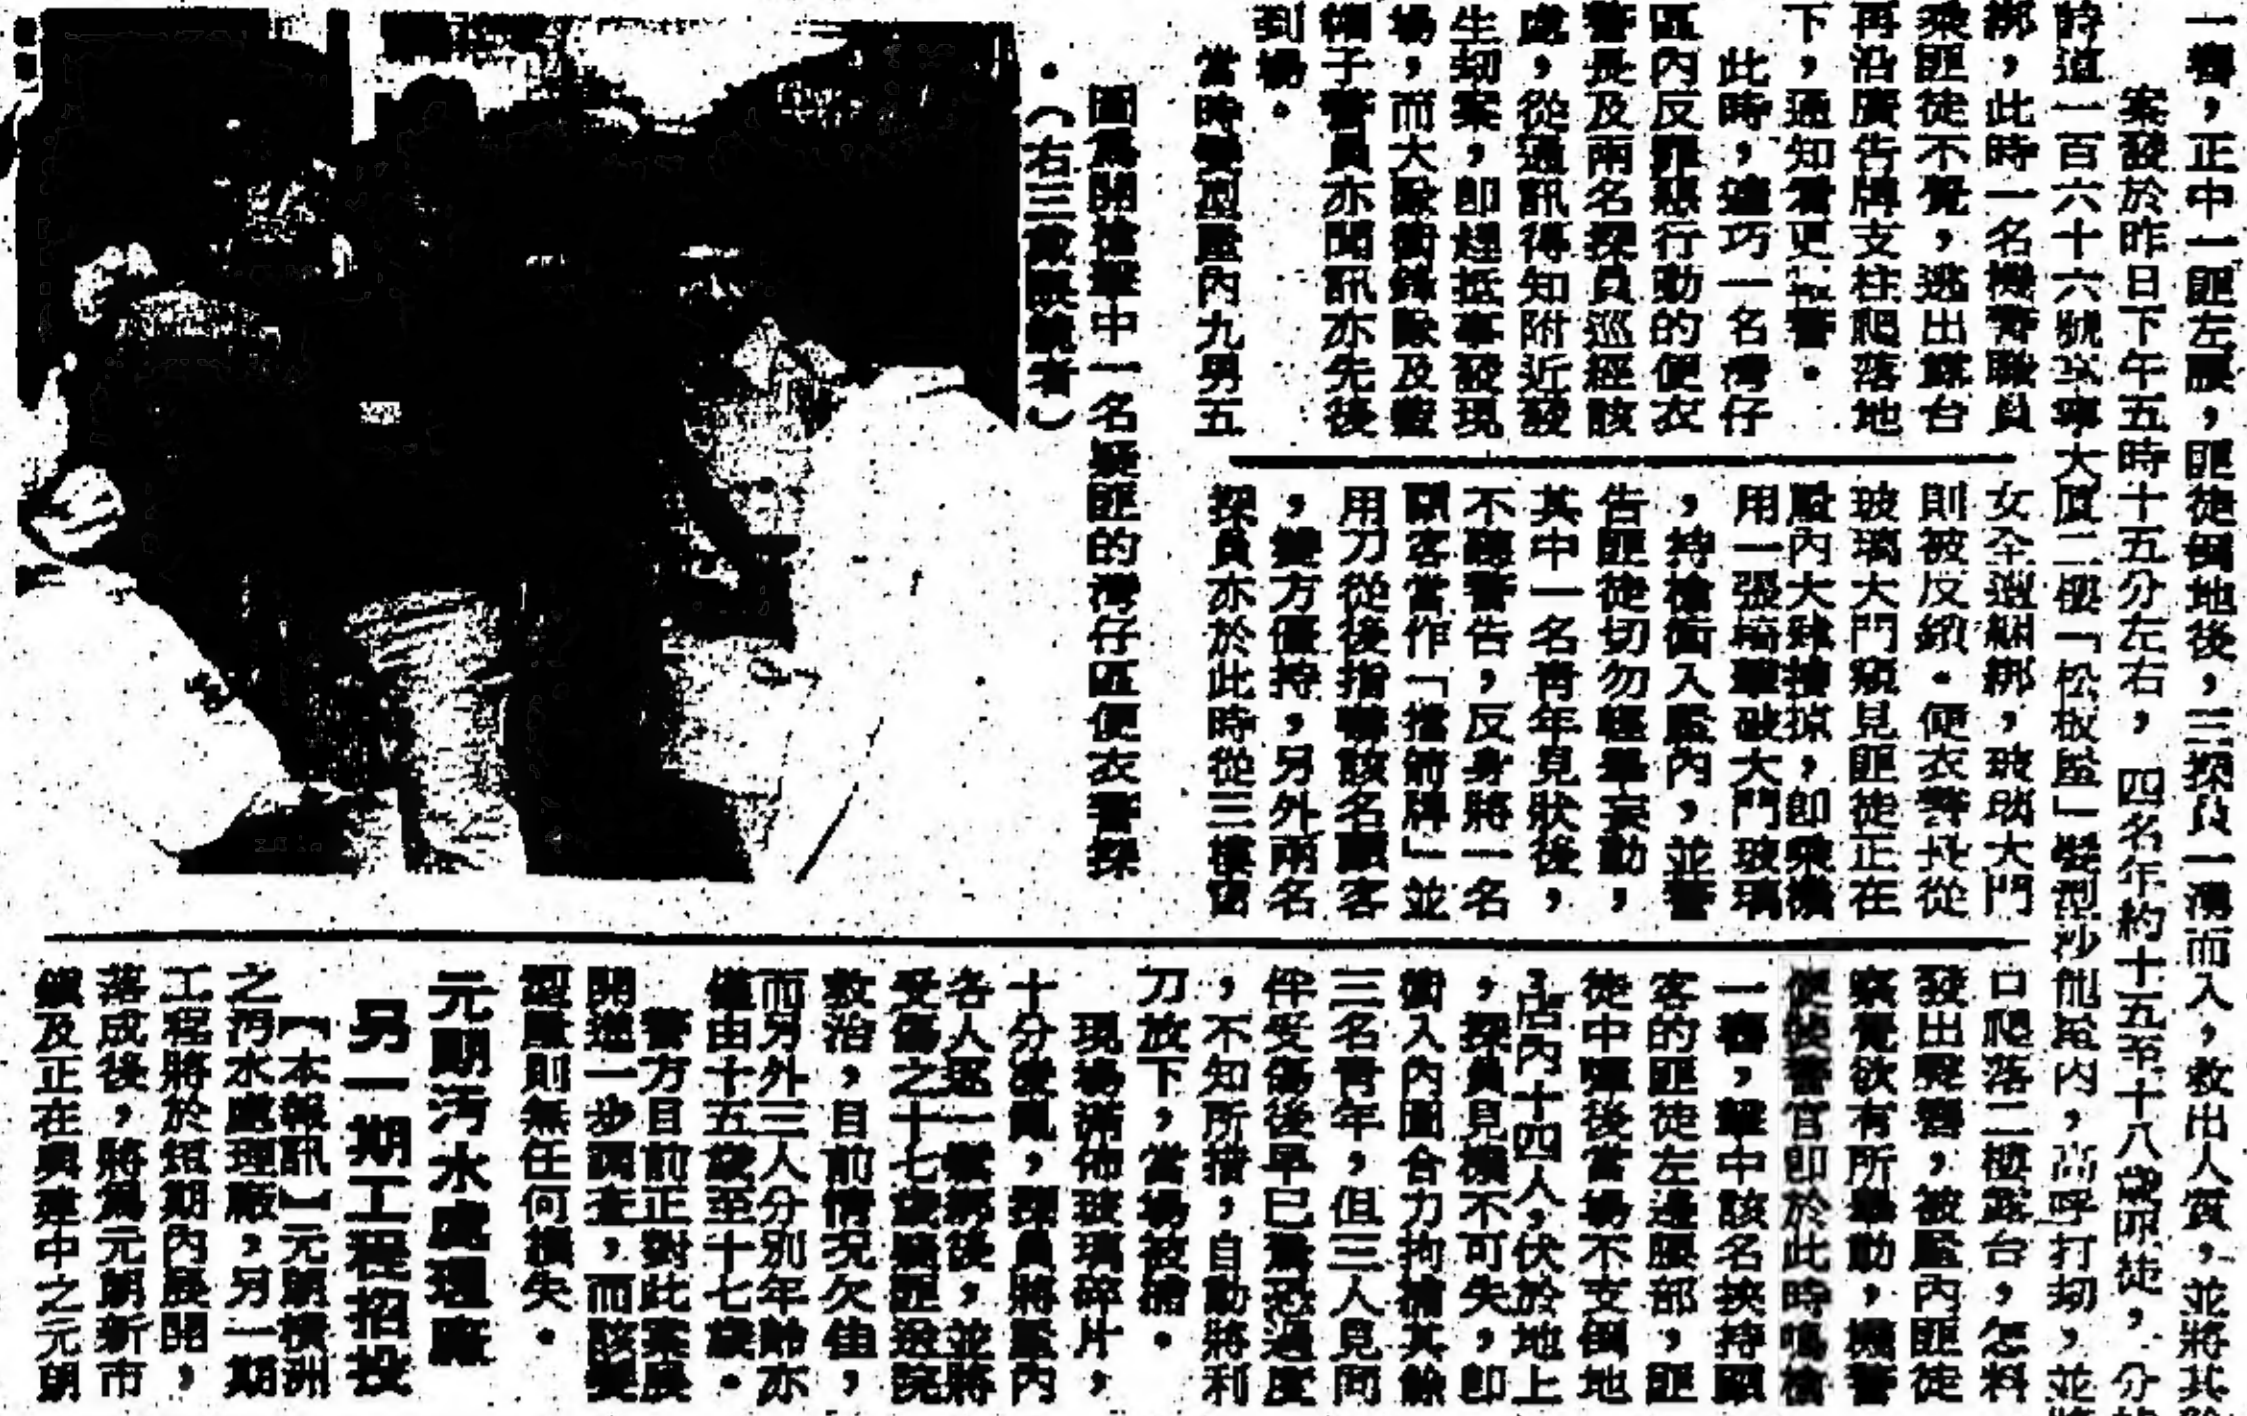 一響，正中一匪左腰，匪徒倒地後，三探員一湧而入，救出人質，並將其
案發於昨日下午五時十五分左右，四名年約十五至十八歲匪徒，分
時道一百六十六號 大厦二樓「松板屋」髮型沙龍屋內，高呼打刧，並
綁，此時一名機警職員
乘匪徒不覺，逃出露台
再沿廣告牌支柱爬落地
下，通知看更報警。
此時，適巧一名灣仔
區內反罪惡行動的便衣
警長及兩名探員巡經該
處，從通訊得知附近發
生刧案，即趕抵事發現
場，而大隊衝鋒隊及藍
帽子警員亦聞訊亦先後
到場。
當時髮型屋內九男五
女全遭綑綁，玻璃大門
則被反鎖。便衣警長從
玻璃大門窺見匪徒正在
殿內大肆搜掠，即乘機
用一張椅擊破大門玻璃
，持槍衝入屋內，並警
告匪徒切勿輕舉妄動，
其中一名青年見狀後，
不聽警告，反身將一名
顧客當作「擋箭牌」並
用刀從後指嚇該名顧客
，雙方僵持，另外兩名
探員亦於此時從三樓窗
口爬落二樓露台，怎料
發出聲響，被屋內匪徒
察覺欲有所舉動，機警
便裝警官即於此時鳴槍
一響，擊中該名挾持顧
客的匪徒左邊腰部，匪
徒中彈後當場不支倒地
，店內十四人，伏於地上
，探員見機不可失，即
衝入內圍合力拘捕其餘
三名青年，但三人見同
伴受傷後早已驚恐過度
，不知所措，自動將利
刀放下，當場被捕。
現場滿佈玻璃碎片，
十分凌亂，探員將屋內
各人逐一鬆綁後，並將
受傷之十七歲疑匪送院
救治，目前情况欠佳，
而另外三人分別年齡亦
僅由十五歲至十七歲。
警方目前正對此案展
開進一步調查，而該髮
型屋則無任何損失。
圖爲開槍擊中一名疑匪的灣仔區便衣警探
。（右三戴眼鏡者）
元朗汚水處理廠
另一期工程招投
【本報訊】元朗橫洲
之汚水處理廠，另一期
工程將於短期內展開，
落成後，將爲元朗新市
鎮及正在興建中之元朗